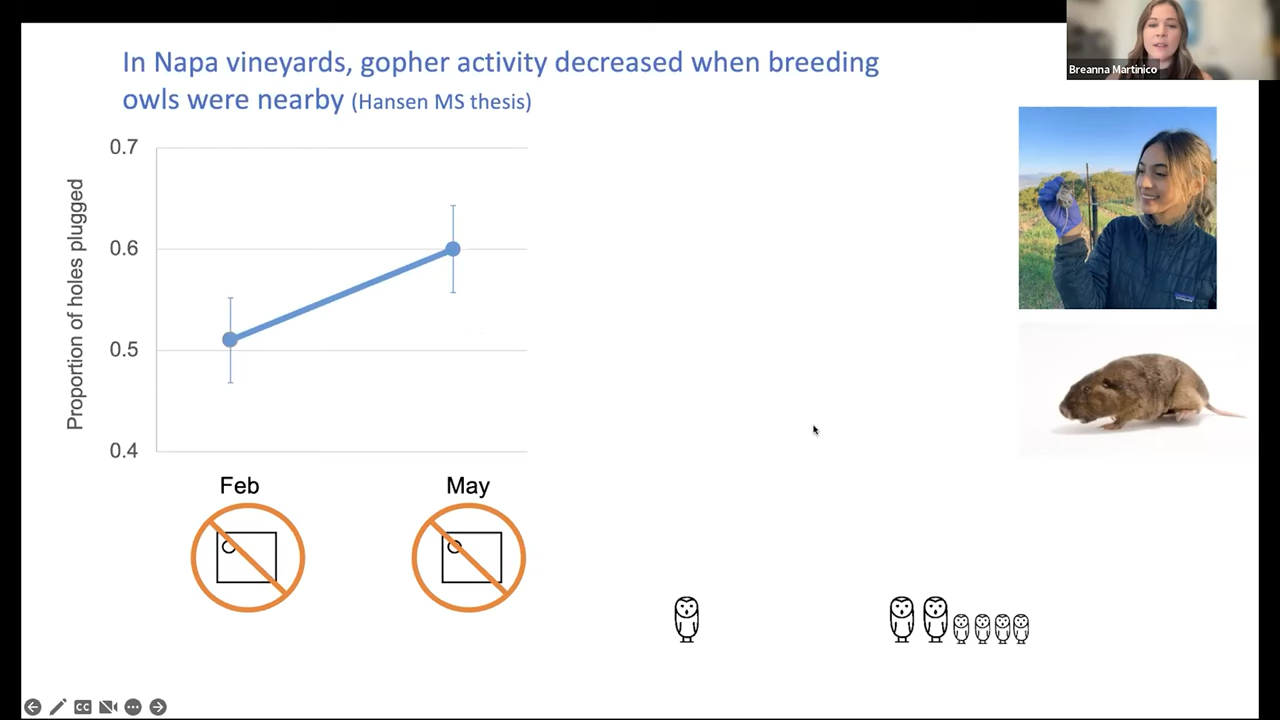 In Napa vineyards, gopher activity decreased when breeding
owls were nearby (Hansen MS thesis)
Breanna Martinico
Proportion of holes plugged
0.7
0.6
0.5
0.4
Feb
May
CC